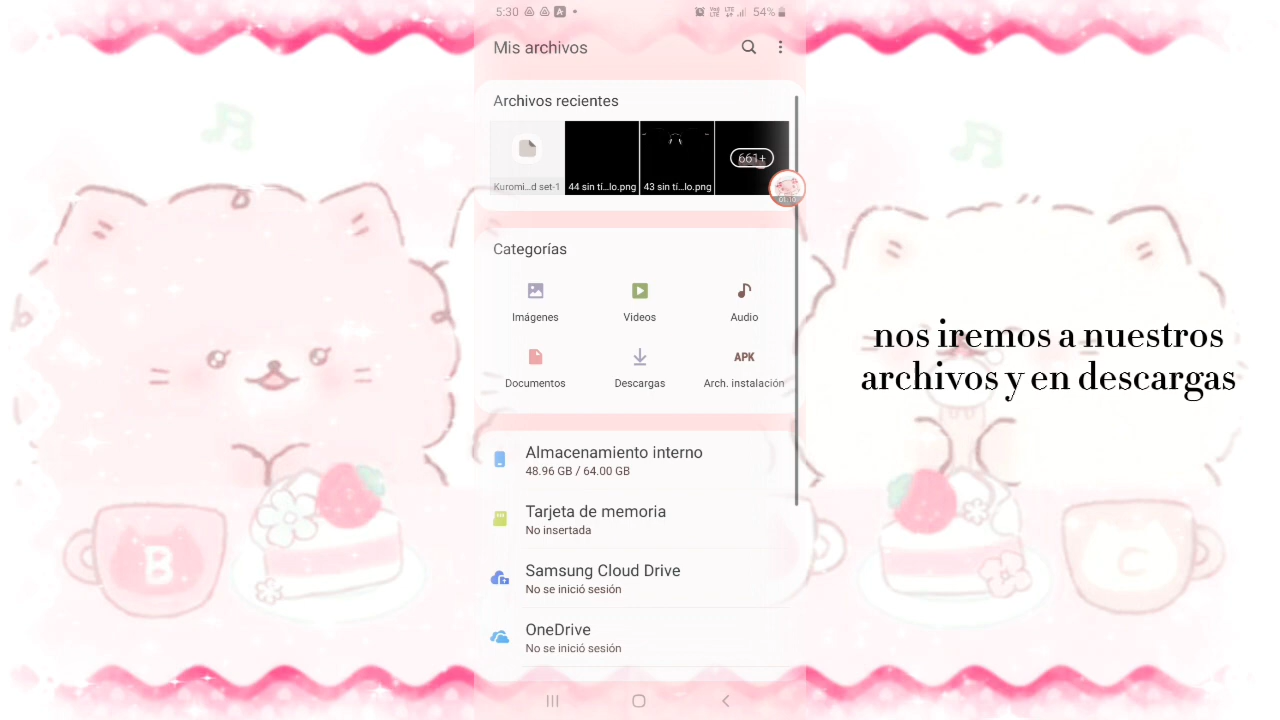 5:30
54%
Mis archivos
Archivos recientes
Kuromi...d set-1
44 sin tí...lo.png
43 sin tí...lo.png
661+
Categorías
Imágenes
Videos
Audio
Documentos
Descargas
APK
Arch. instalación
Almacenamiento interno
48.96 GB / 64.00 GB
Tarjeta de memoria
No insertada
Samsung Cloud Drive
No se inició sesión
OneDrive
No se inició sesión
nos iremos a nuestros
archivos y en descargas
B
C